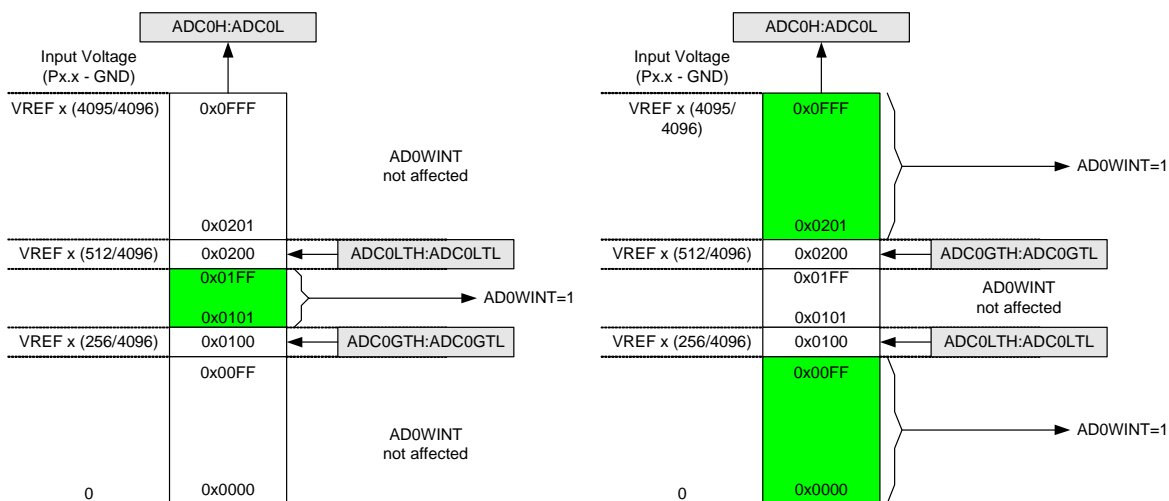 ADC0H:ADC0L
Input Voltage
(Px.x - GND)
VREF x (4095/4096)
0x0FFF
AD0WINT
not affected
0x0201
VREF x (512/4096)
0x0200
ADC0LTH:ADC0LTL
0x01FF
AD0WINT=1
0x0101
VREF x (256/4096)
0x0100
ADC0GTH:ADC0GTL
0x00FF
AD0WINT
not affected
0
0x0000
ADC0H:ADC0L
Input Voltage
(Px.x - GND)
VREF x (4095/
4096)
0x0FFF
AD0WINT=1
0x0201
VREF x (512/4096)
0x0200
ADC0GTH:ADC0GTL
0x01FF
AD0WINT
not affected
0x0101
VREF x (256/4096)
0x0100
ADC0LTH:ADC0LTL
0x00FF
AD0WINT=1
0
0x0000